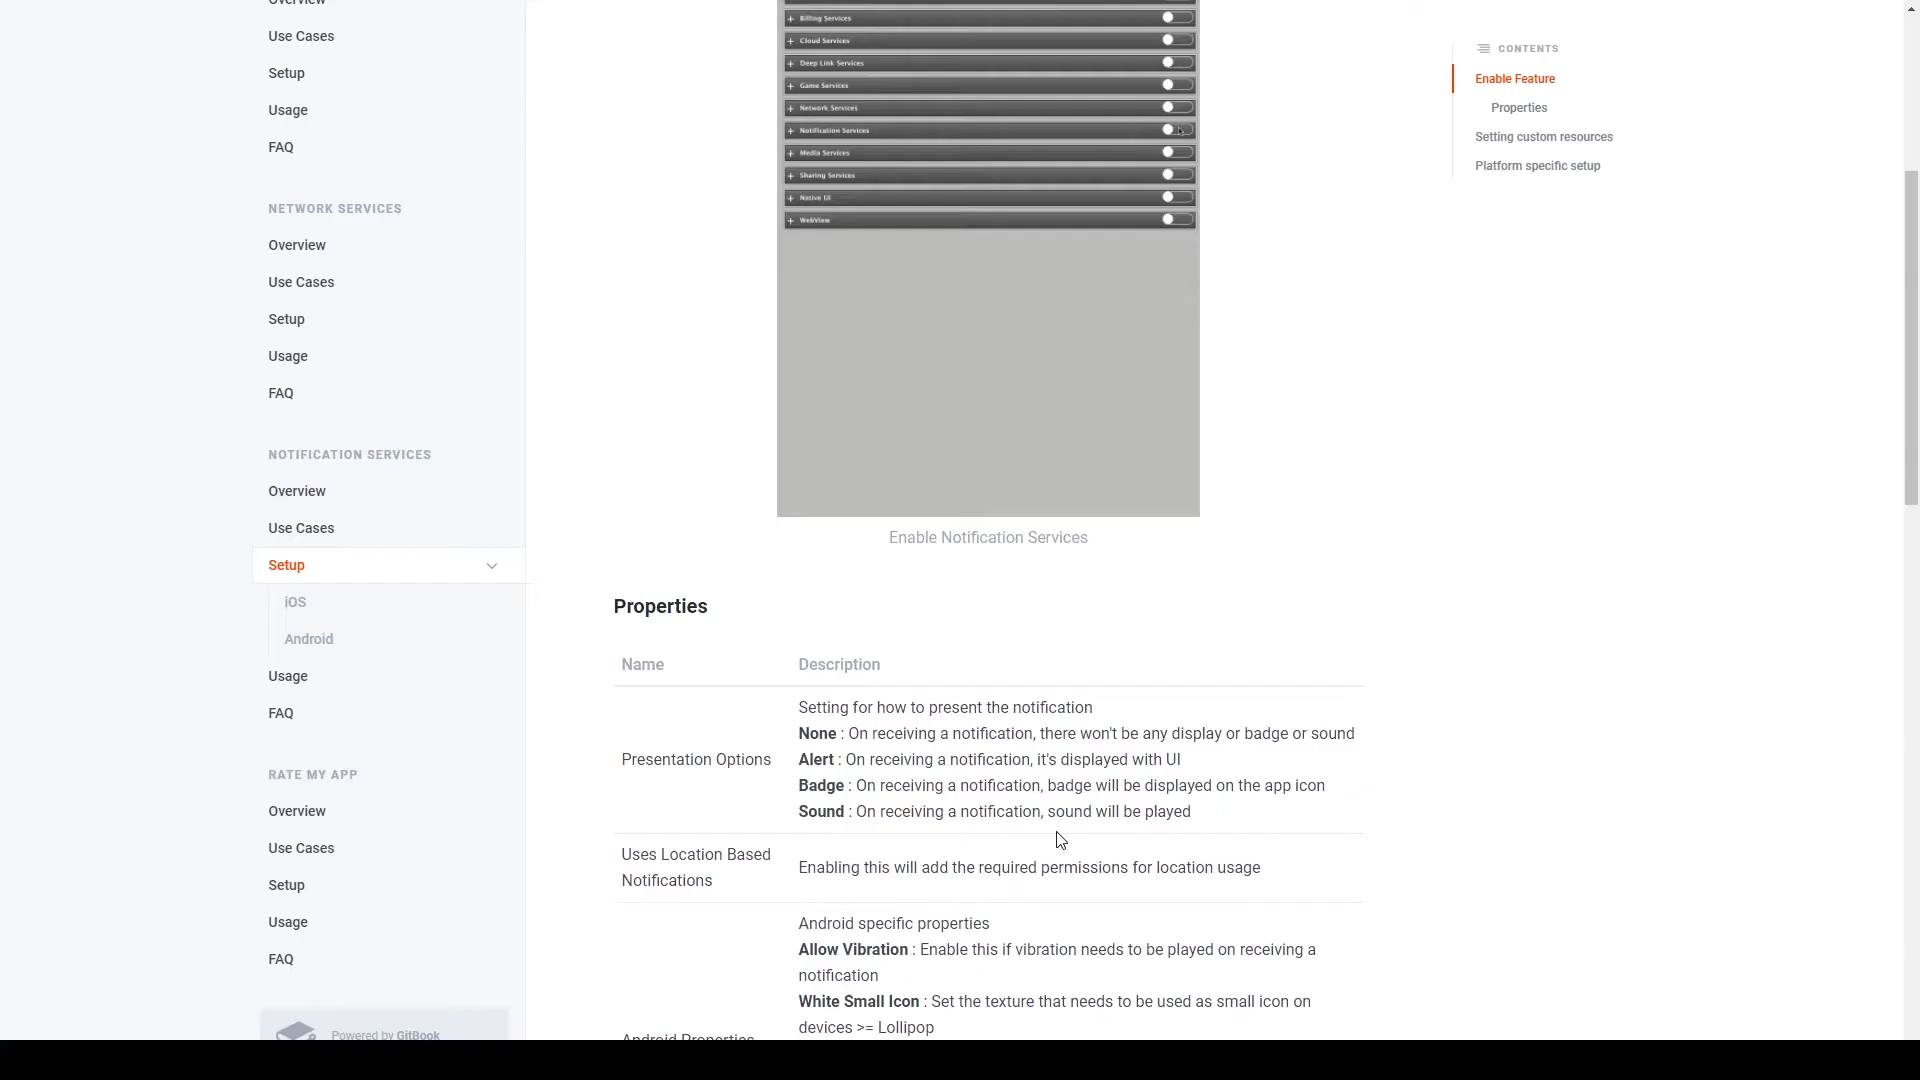 Overview
Use Cases
Setup
Usage
FAQ
NETWORK SERVICES
Overview
Use Cases
Setup
Usage
FAQ
NOTIFICATION SERVICES
Overview
Use Cases
Setup
iOS
Android
Usage
FAQ
RATE MY APP
Overview
Use Cases
Setup
Usage
FAQ
Powered by GitBook
Billing Services
Cloud Services
Deep Link Services
Game Services
Network Services
Notification Services
Media Services
Sharing Services
Native UI
WebView
Enable Notification Services
Properties
Name Description
Setting for how to present the notification
None : On receiving a notification, there won't be any display or badge or sound
Presentation Options Alert : On receiving a notification, it's displayed with UI
Badge : On receiving a notification, badge will be displayed on the app icon
Sound : On receiving a notification, sound will be played
Uses Location Based
Notifications
Enabling this will add the required permissions for location usage
Android specific properties
Allow Vibration : Enable this if vibration needs to be played on receiving a
notification
White Small Icon : Set the texture that needs to be used as small icon on
devices >= Lollipop
Android Properties
CONTENTS
Enable Feature
Properties
Setting custom resources
Platform specific setup